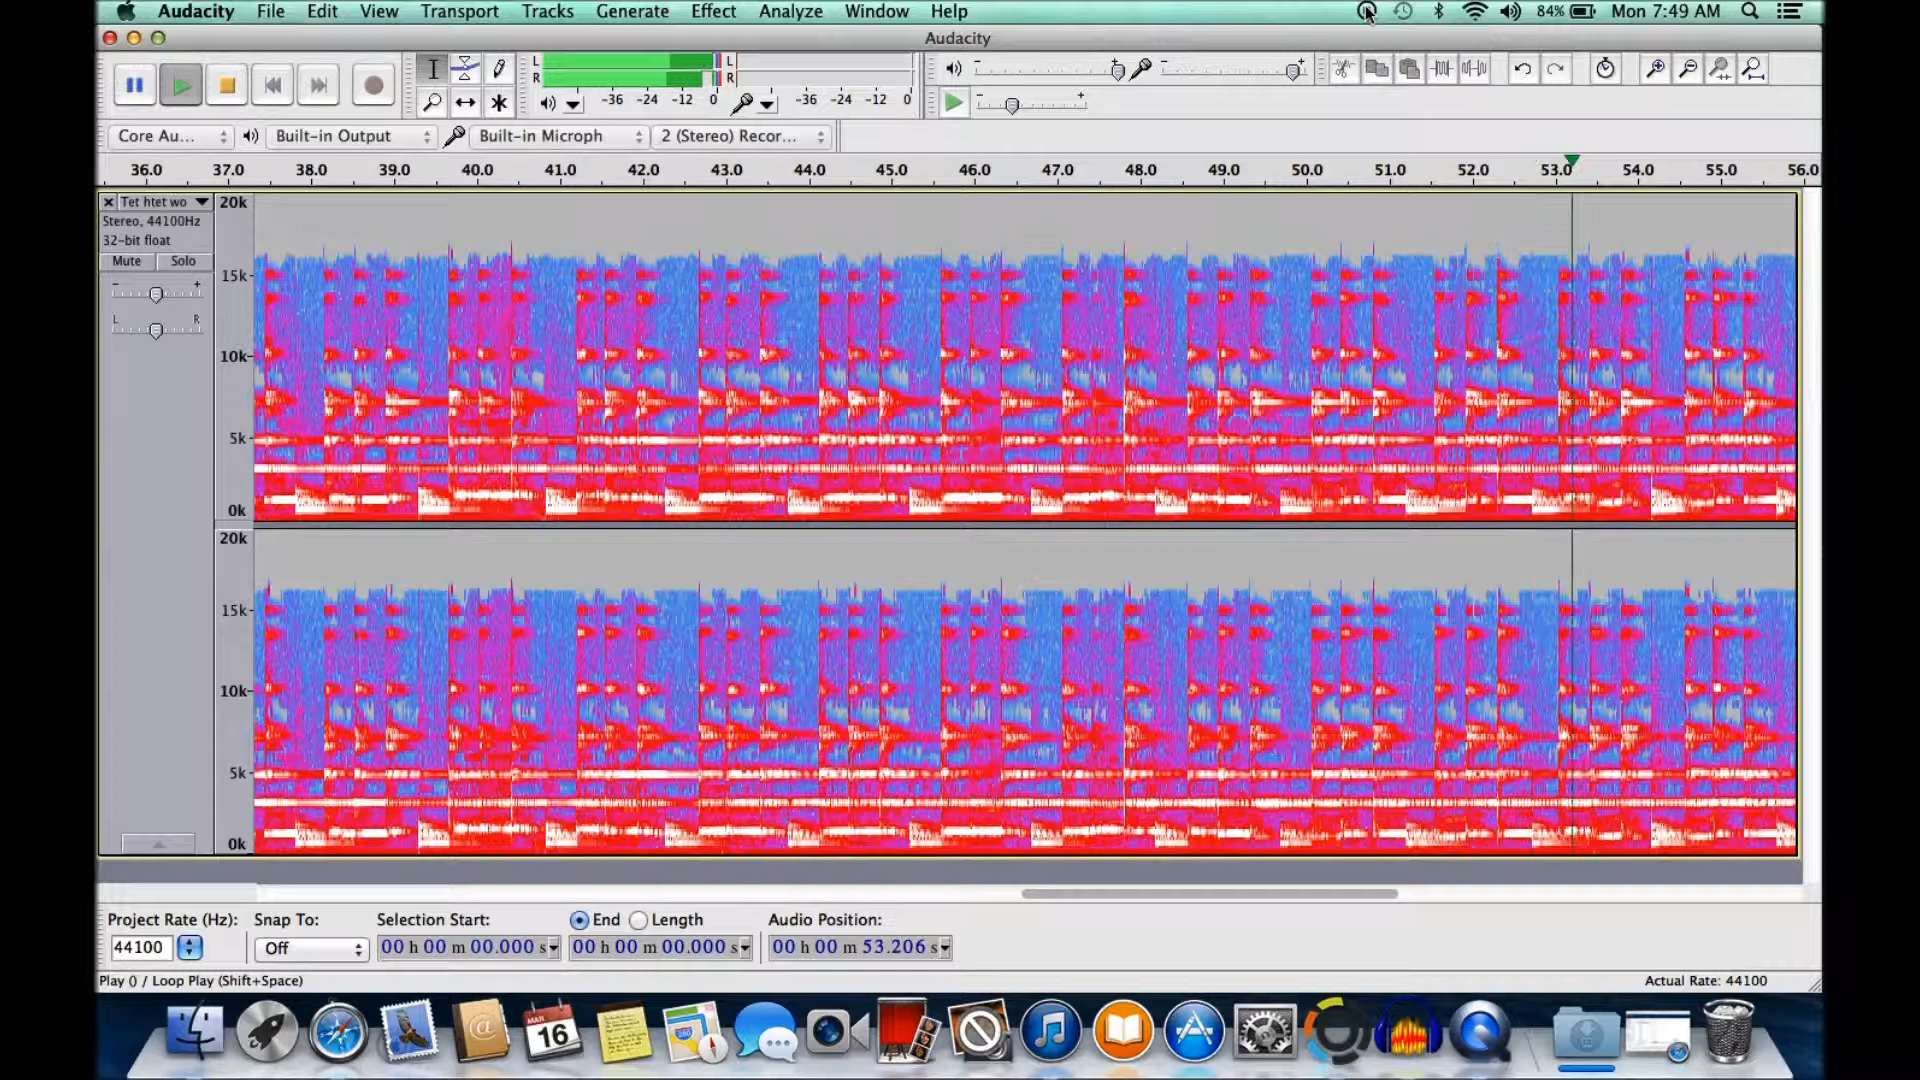 Audacity File Edit View Transport Tracks Generate Effect Analyze Window Help 84% Mon 7:49 AM
Audacity
L L
R R
-36 -24 -12 0 -36 -24 -12 0
Core Au... Built-in Output Built-in Microph 2 (Stereo) Recor...
36.0 37.0 38.0 39.0 40.0 41.0 42.0 43.0 44.0 45.0 46.0 47.0 48.0 49.0 50.0 51.0 52.0 53.0 54.0 55.0 56.0
Tet htet wo
Stereo, 44100Hz
32-bit float
Mute Solo
- +
L R
20k
15k
10k
5k
0k
20k
15k
10k
5k
0k
Project Rate (Hz): Snap To: Selection Start: End Length Audio Position:
44100 Off 00 h 00 m 00.000 s 00 h 00 m 00.000 s 00 h 00 m 53.206 s
Play () / Loop Play (Shift+Space) Actual Rate: 44100
MAR
16